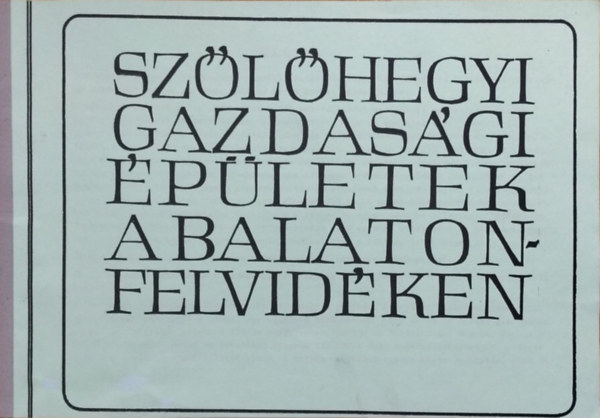 SZŐLŐHEGYI
GAZDASÁGI
ÉPÜLETEK
A BALATON-
FELVIDÉKEN